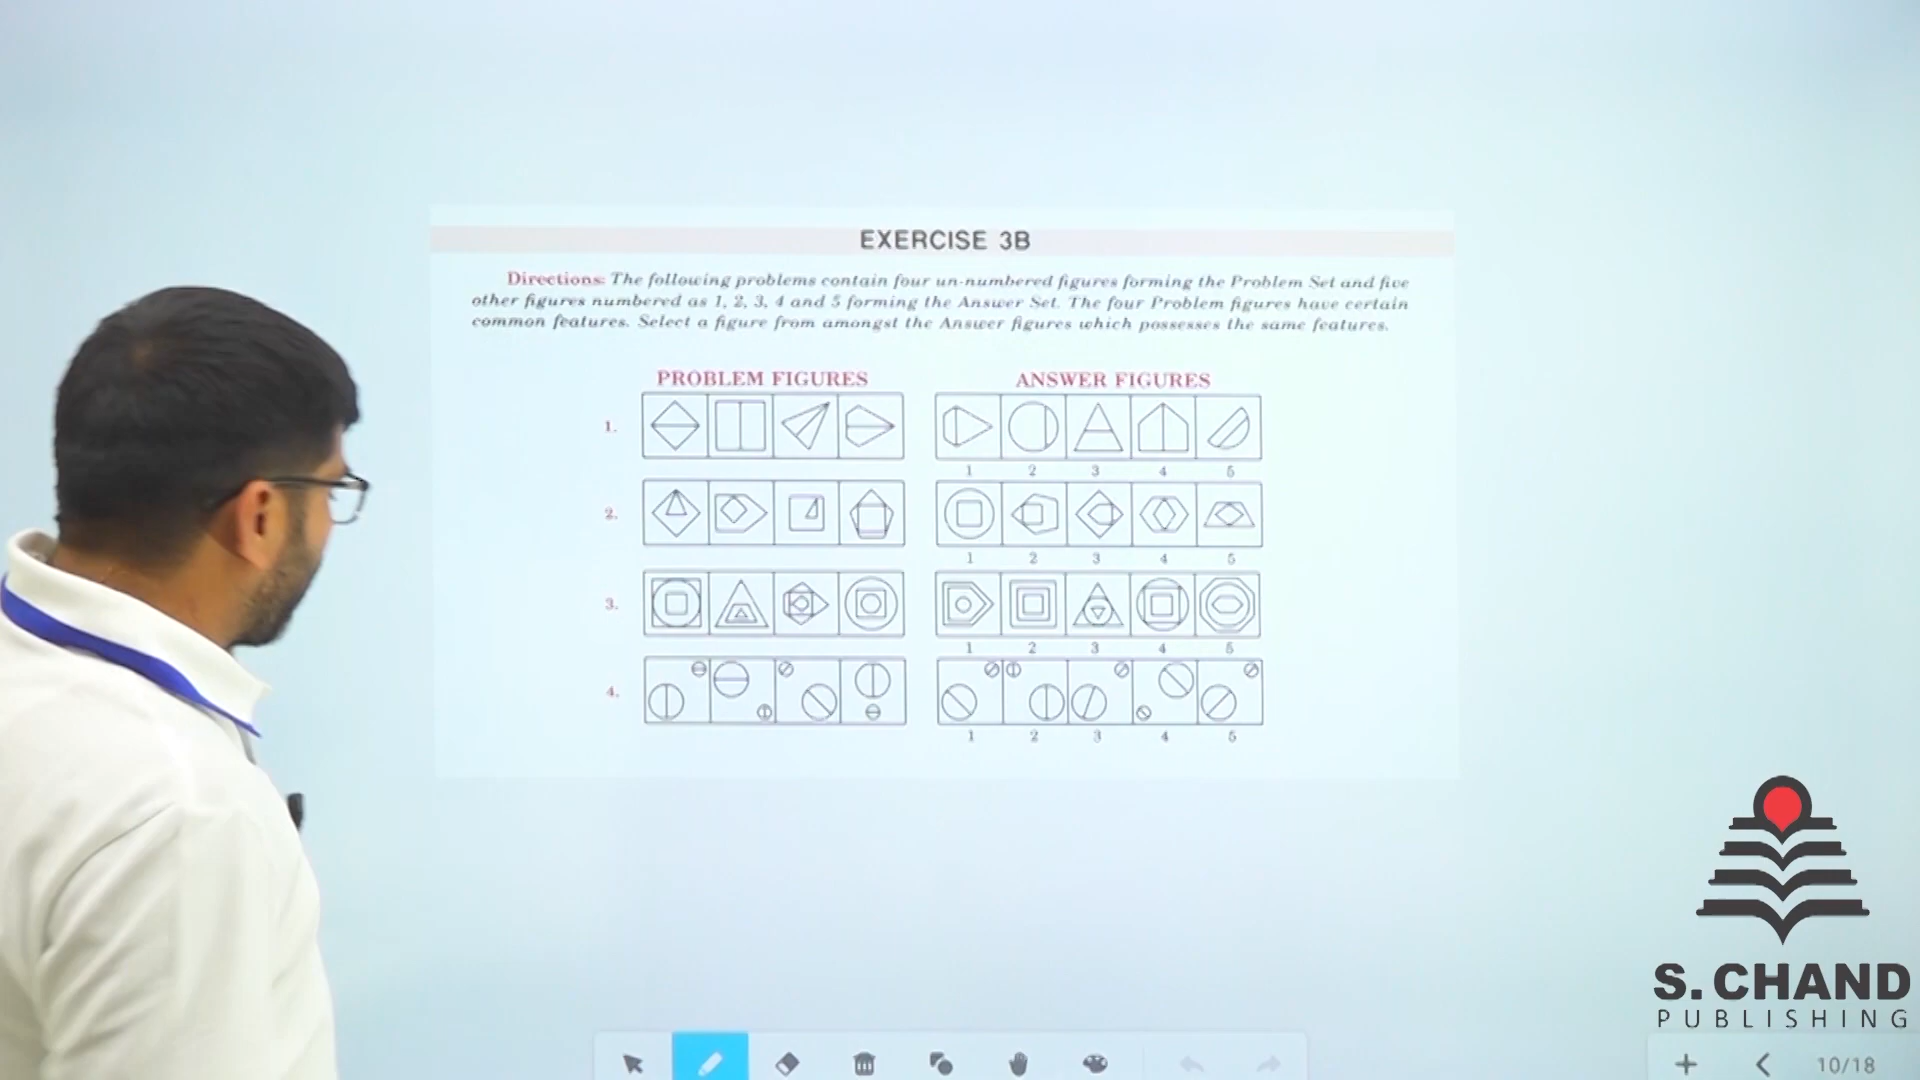 EXERCISE 3B
Directions: The following problems contain four un-numbered figures forming the Problem Set and five
other figures numbered as 1, 2, 3, 4 and 5 forming the Answer Set. The four Problem figures have certain
common features. Select a figure from amongst the Answer figures which possesses the same features.
PROBLEM FIGURES ANSWER FIGURES
1.
1 2 3 4 5
2.
1 2 3 4 5
3.
1 2 3 4 5
4.
1 2 3 4 5
S. CHAND
PUBLISHING
10/18